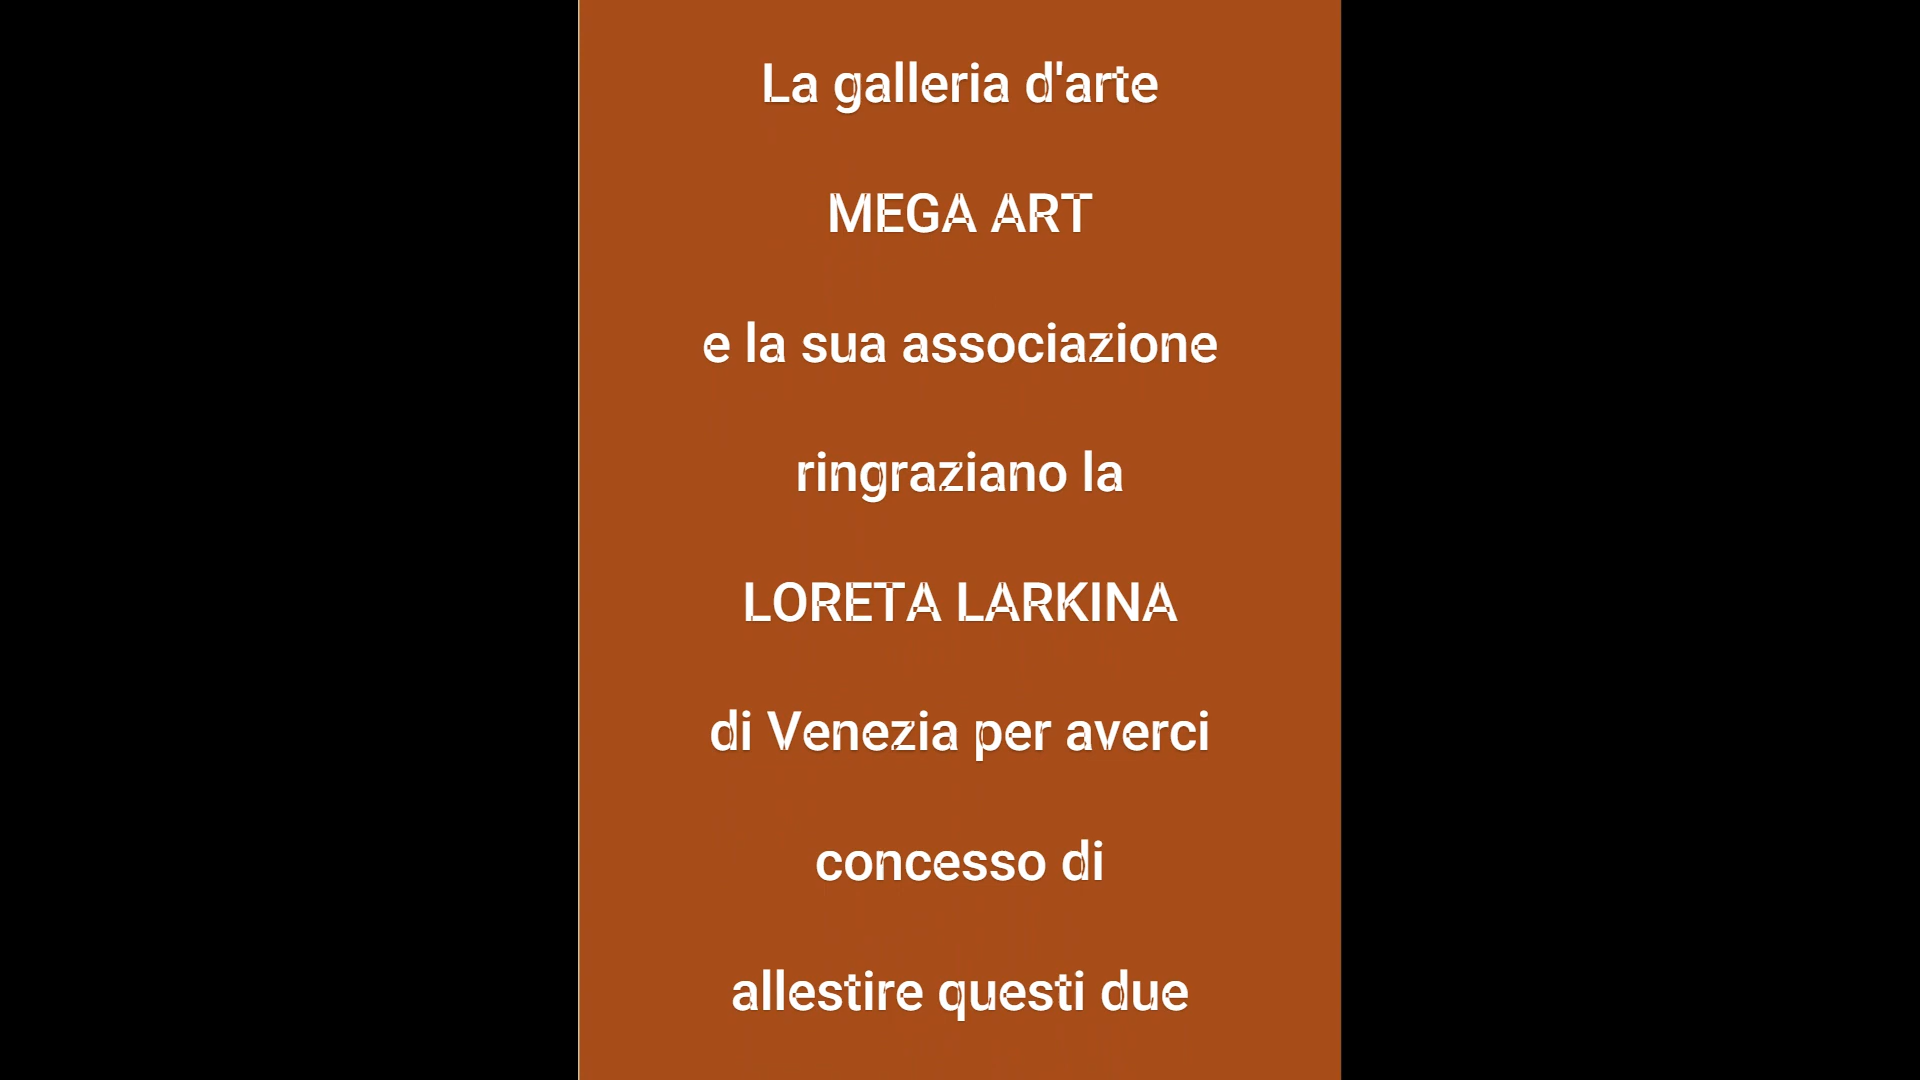 La galleria d'arte
MEGA ART
e la sua associazione
ringraziano la
LORETA LARKINA
di Venezia per averci
concesso di
allestire questi due